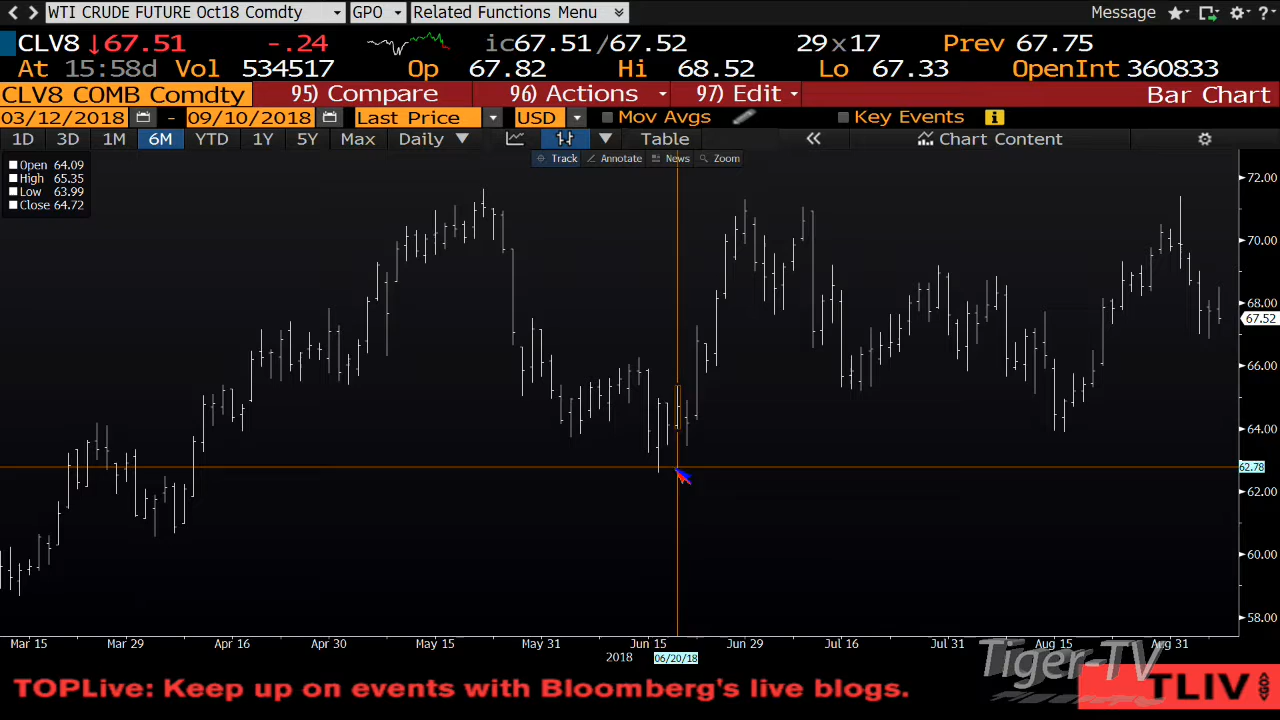 WTI CRUDE FUTURE Oct18 Comdty GPO Related Functions Menu Message ?
CLV8 ↓67.51 -.24 ic67.51/67.52 29x17 Prev 67.75
At 15:58d Vol 534517 Op 67.82 Hi 68.52 Lo 67.33 OpenInt 360833
CLV8 COMB Comdty 95) Compare 96) Actions 97) Edit Bar Chart
03/12/2018 - 09/10/2018 Last Price USD Mov Avgs Key Events i
1D 3D 1M 6M YTD 1Y 5Y Max Daily Table « Chart Content
Track Annotate News Zoom
Open 64.09
High 65.35
Low 63.99
Close 64.72
72.00
70.00
68.00
67.52
66.00
64.00
62.78
62.00
60.00
58.00
Mar 15 Mar 29 Apr 16 Apr 30 May 15 May 31 Jun 15 Jun 29 Jul 16 Jul 31 Aug 15 Aug 31
2018 06/20/18
Tiger-TV
TOPLive: Keep up on events with Bloomberg's live blogs. TLIV